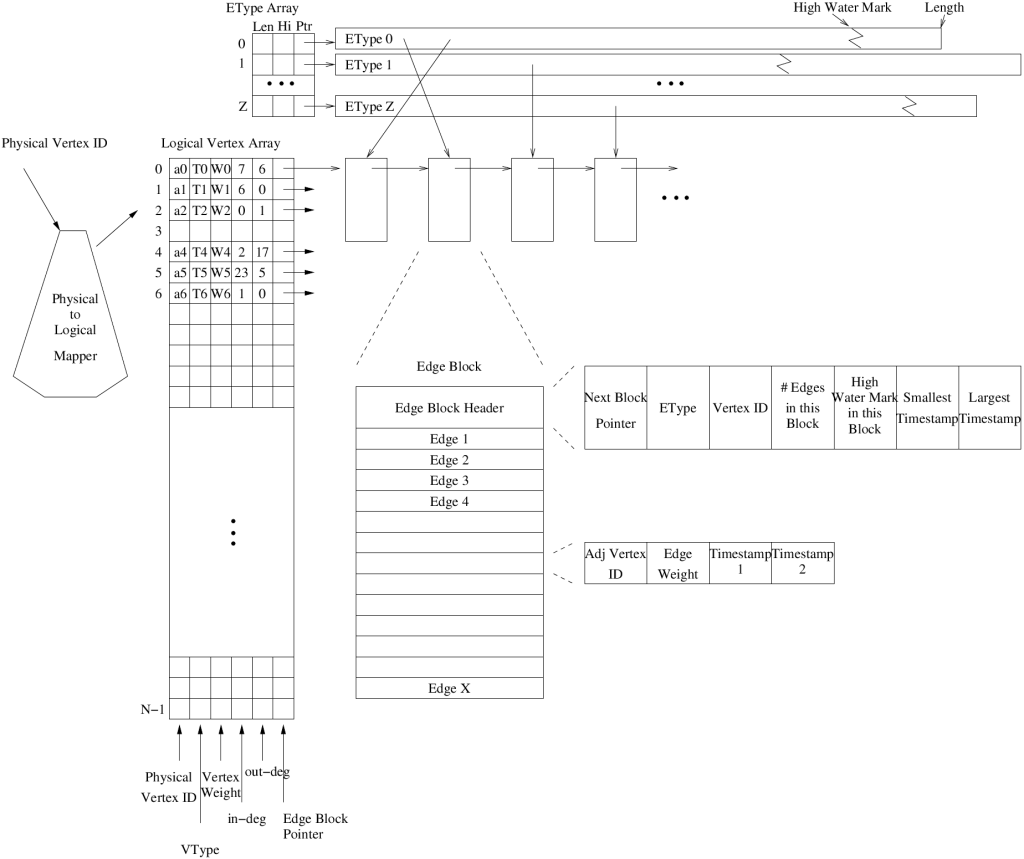 EType Array
High Water Mark
Length
Len Hi Ptr
0
EType 0
1
EType 1
Z
EType Z
Physical Vertex ID
Logical Vertex Array
0 a0 T0 W0 7 6
1 a1 T1 W1 6 0
2 a2 T2 W2 0 1
3
4 a4 T4 W4 2 17
5 a5 T5 W5 23 5
6 a6 T6 W6 1 0
Physical
to
Logical
Mapper
Edge Block
Edge Block Header
Edge 1
Edge 2
Edge 3
Edge 4
Edge X
Next Block
Pointer
EType
Vertex ID
# Edges
in this
Block
High
Water Mark
in this
Block
Smallest
Timestamp
Largest
Timestamp
Adj Vertex
ID
Edge
Weight
Timestamp
1
Timestamp
2
N−1
Physical
Vertex ID
VType
Vertex
Weight
in−deg
out−deg
Edge Block
Pointer